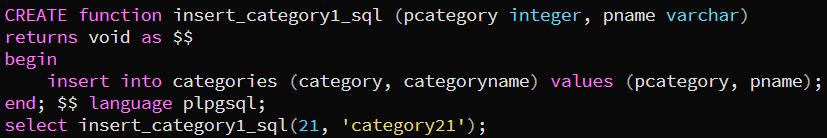 CREATE function insert_category1_sql (pcategory integer, pname varchar)
returns void as $$
begin
    insert into categories (category, categoryname) values (pcategory, pname);
end; $$ language plpgsql;
select insert_category1_sql(21, 'category21');